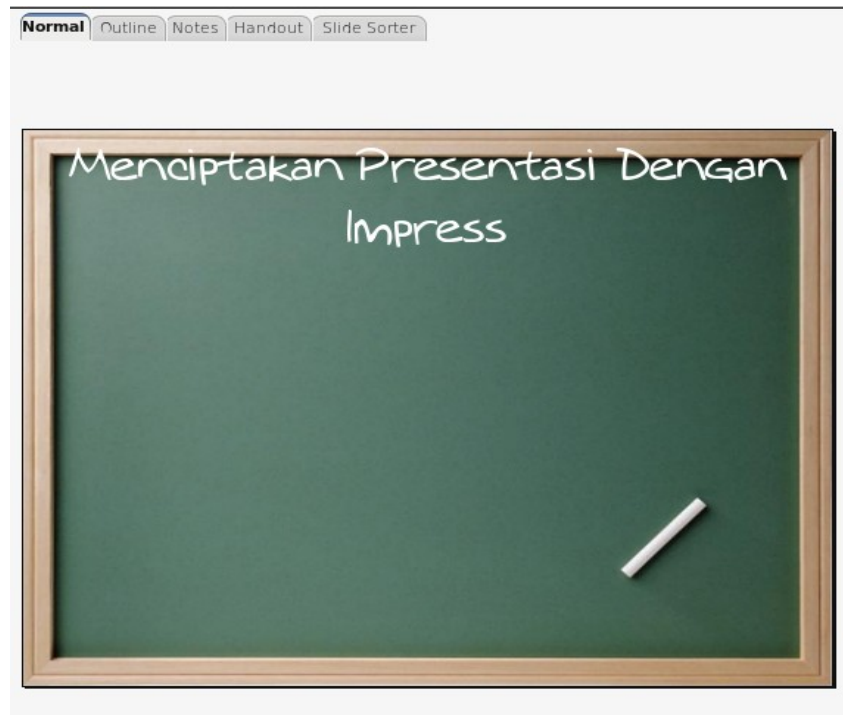 Normal Outline Notes Handout Slide Sorter
Menciptakan Presentasi Dengan
Impress